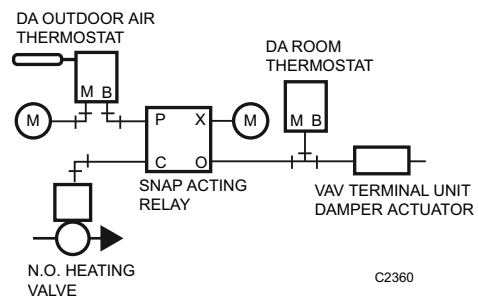 DA OUTDOOR AIR
THERMOSTAT
DA ROOM
THERMOSTAT
M B
M B
M
P X
M
C O
SNAP ACTING
RELAY
VAV TERMINAL UNIT
DAMPER ACTUATOR
N.O. HEATING
VALVE
C2360